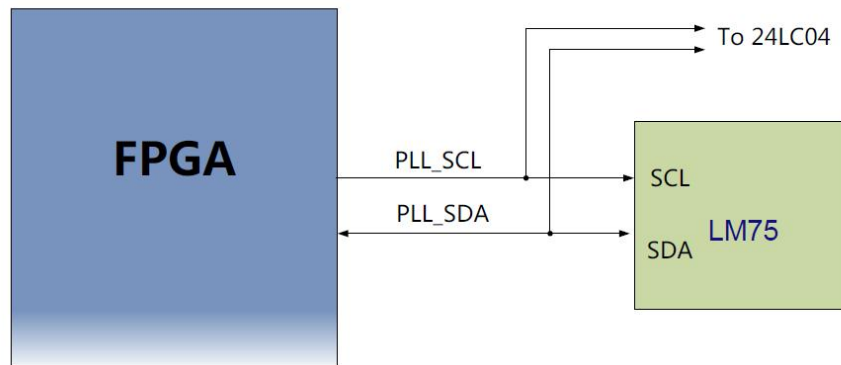 To 24LC04
FPGA
PLL_SCL
SCL
PLL_SDA
LM75
SDA